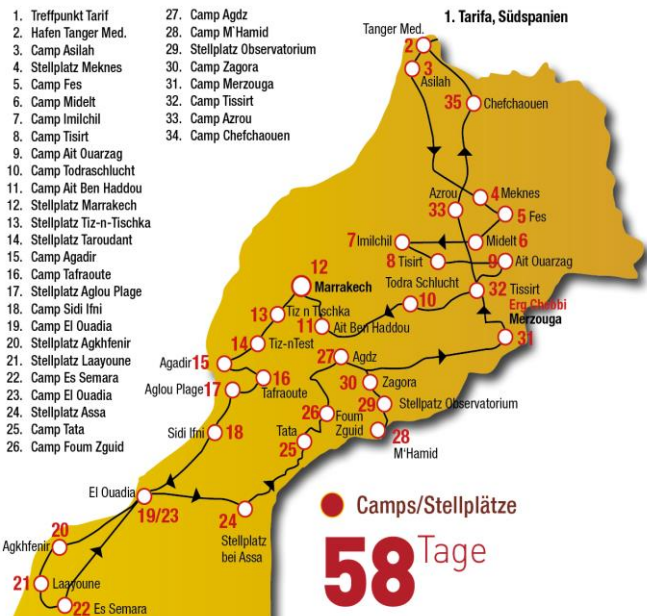 1. Treffpunkt Tarif
2. Hafen Tanger Med.
3. Camp Asilah
4. Stellplatz Meknes
5. Camp Fes
6. Camp Midelt
7. Camp Imilchil
8. Camp Tisirt
9. Camp Ait Ouarzag
10. Camp Todraschlucht
11. Camp Ait Ben Haddou
12. Stellplatz Marrakech
13. Stellplatz Tiz-n-Tischka
14. Stellplatz Taroudant
15. Camp Agadir
16. Camp Tafraoute
17. Stellplatz Aglou Plage
18. Camp Sidi Ifni
19. Camp El Ouadia
20. Stellplatz Agkhfenir
21. Stellplatz Laayoune
22. Camp Es Semara
23. Camp El Ouadia
24. Stellplatz Assa
25. Camp Tata
26. Camp Foum Zguid
27. Camp Agdz
28. Camp M`Hamid
29. Stellplatz Observatorium
30. Camp Zagora
31. Camp Merzouga
32. Camp Tissirt
33. Camp Azrou
34. Camp Chefchaouen
1. Tarifa, Südspanien
Tanger Med.
2
3
Asilah
35 Chefchaouen
Azrou
33
4 Meknes
5 Fes
7 Imilchil
Midelt 6
8
Tisirt
9
Ait Ouarzag
12
Marrakech
Todra Schlucht
10
32 Tissirt
Erg Chebbi
Merzouga
31
13
Tiz n Tischka
11 Ait Ben Haddou
14 Tiz-nTest
Agadir 15
16
Tafraoute
27 Agdz
30 Zagora
Aglou Plage 17
29 Stellpatz Observatorium
26 Foum
Zguid
28
M'Hamid
Sidi Ifni 18
Tata
25
El Ouadia
19/23
24
Stellplatz
bei Assa
20
Agkhfenir
21 Laayoune
22 Es Semara
Camps/Stellplätze
58 Tage